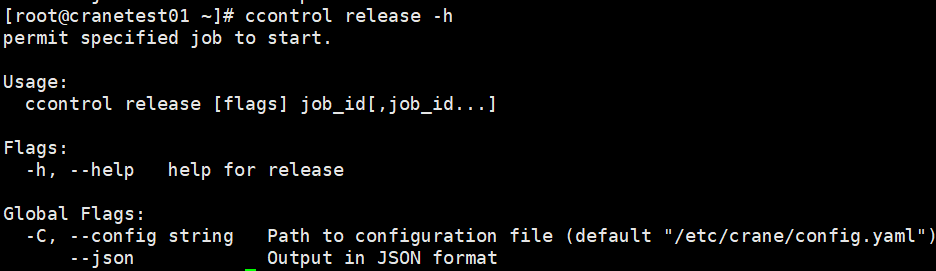 [root@cranetest01 ~]# ccontrol release -h
permit specified job to start.

Usage:
  ccontrol release [flags] job_id[,job_id...]

Flags:
  -h, --help   help for release

Global Flags:
  -C, --config string   Path to configuration file (default "/etc/crane/config.yaml")
      --json            Output in JSON format